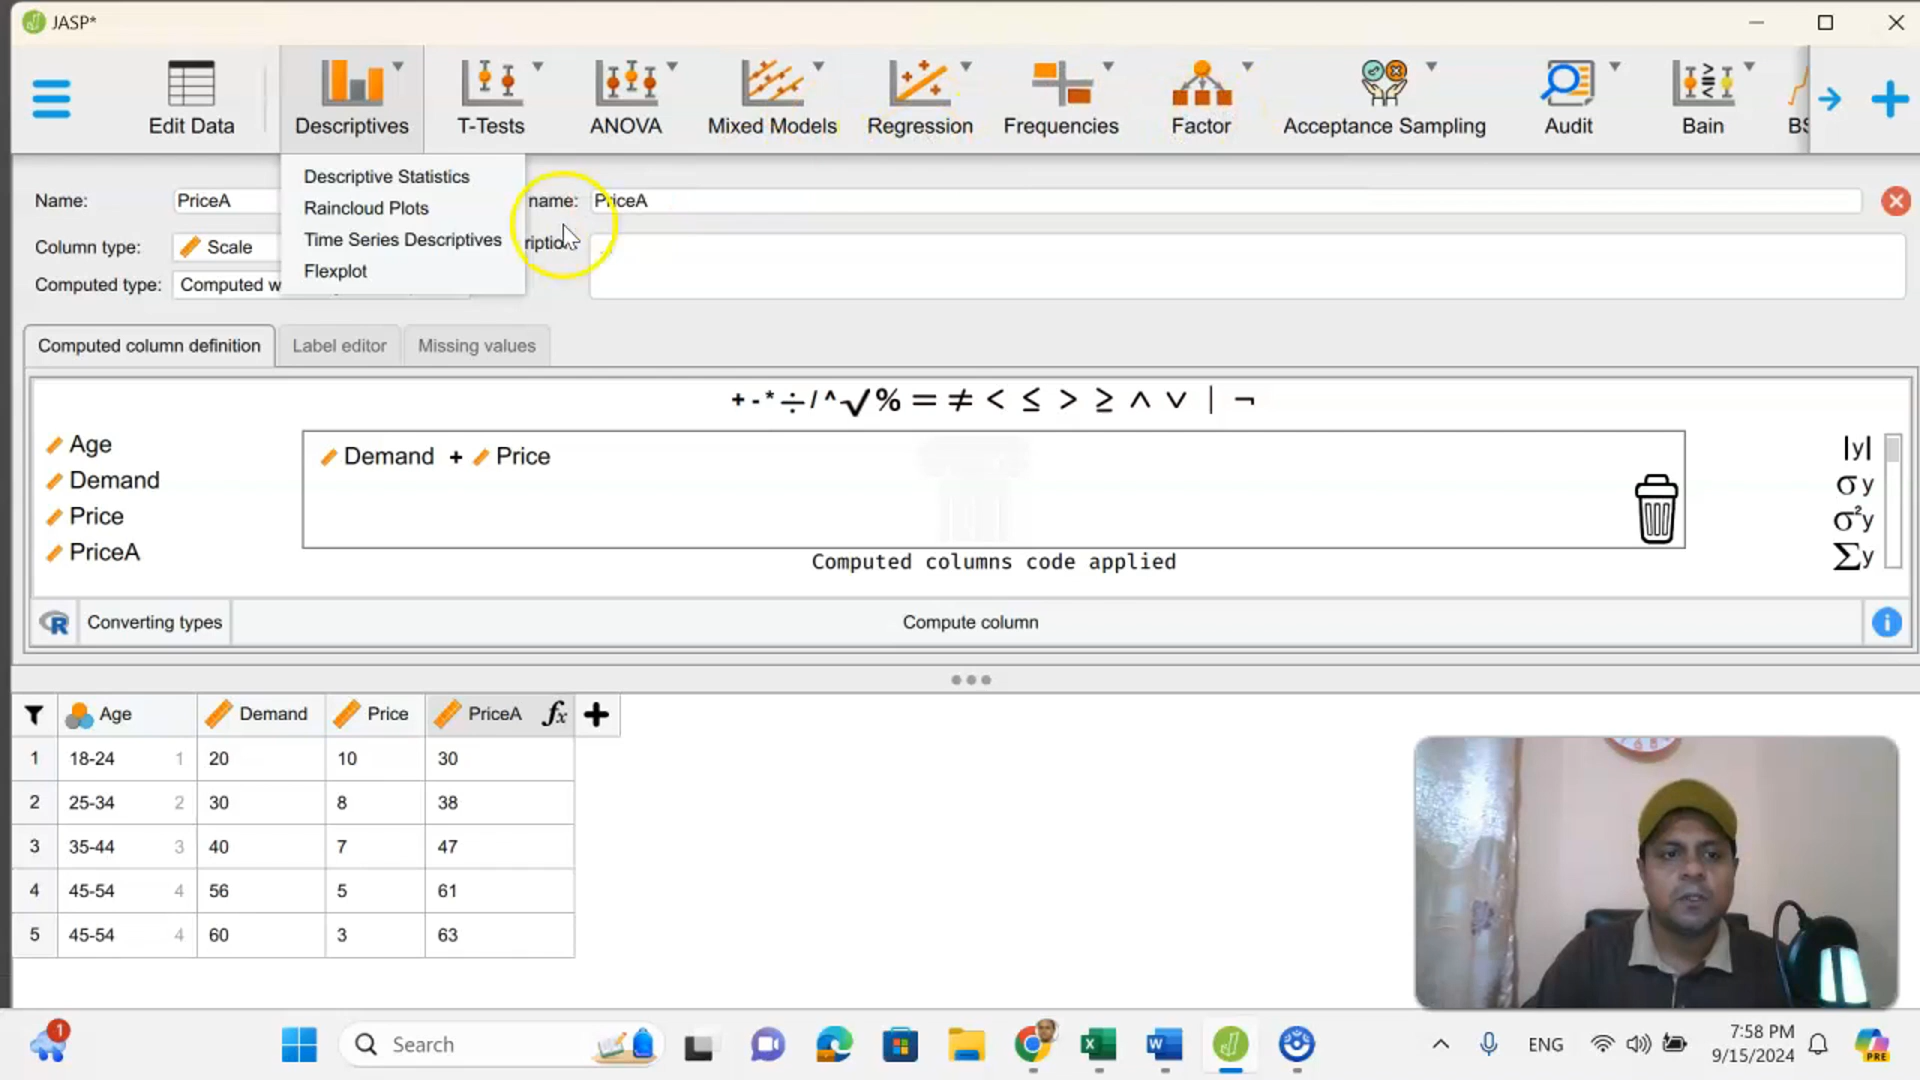 JASP*
Edit Data
Descriptives
T-Tests
ANOVA
Mixed Models
Regression
Frequencies
Factor
Acceptance Sampling
Audit
Bain
Descriptive Statistics
Raincloud Plots
Time Series Descriptives
Flexplot
Name: PriceA name: PriceA
Column type: Scale
Computed type: Computed w
Computed column definition Label editor Missing values
+ - * ÷ / ^ √ % = ≠ < ≤ > ≥ ∧ ∨ | ¬
Age
Demand
Price
PriceA
Demand + Price
|y|
σ y
σ²y
Σy
Computed columns code applied
R Converting types Compute column i
Age Demand Price PriceA fx +
1 18-24 1 20 10 30
2 25-34 2 30 8 38
3 35-44 3 40 7 47
4 45-54 4 56 5 61
5 45-54 4 60 3 63
1 Search ENG 7:58 PM
9/15/2024
PRE